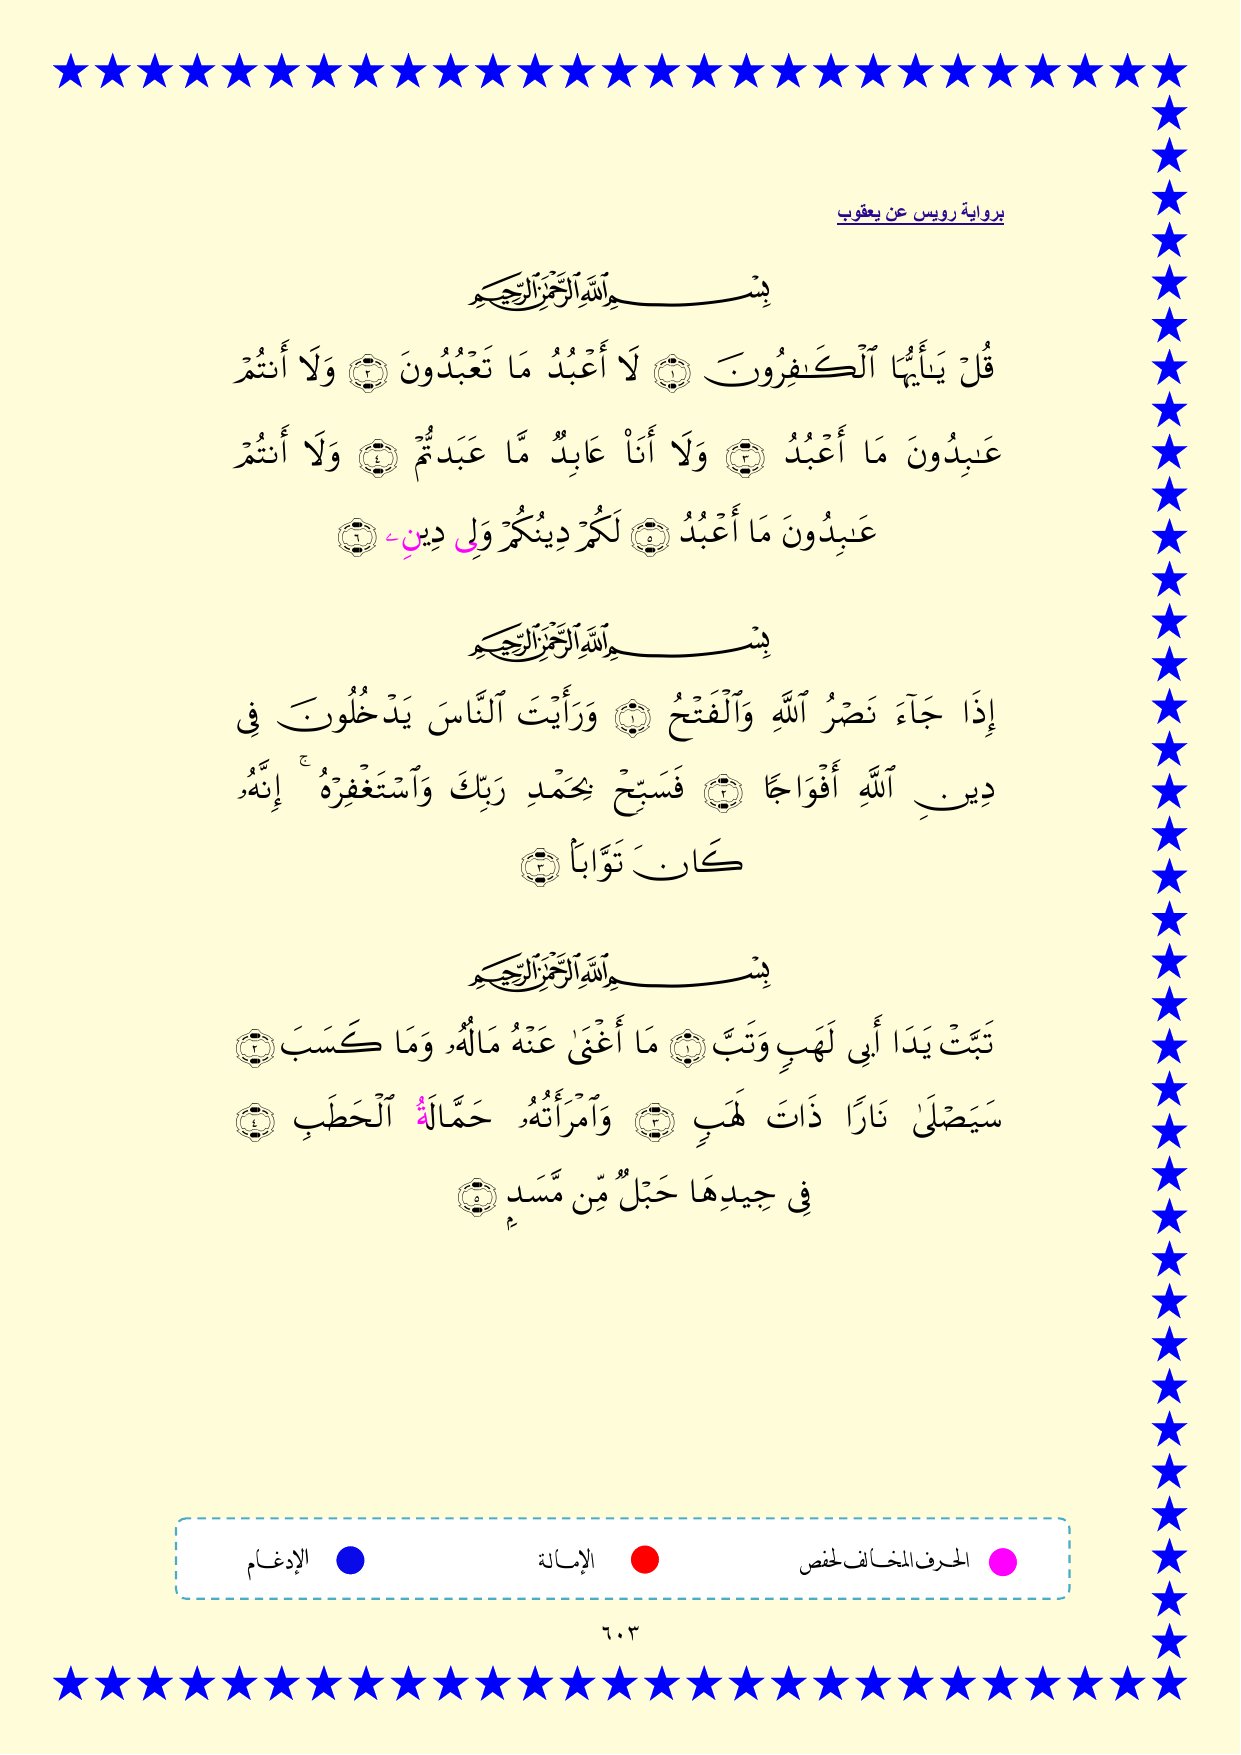 برواية رويس عن يعقوب
بِسْمِ ٱللَّهِ ٱلرَّحْمَٰنِ ٱلرَّحِيمِ
قُلْ يَـٰٓأَيُّهَا ٱلْكَـٰفِرُونَ ١ لَآ أَعْبُدُ مَا تَعْبُدُونَ ٢ وَلَآ أَنتُمْ
عَـٰبِدُونَ مَآ أَعْبُدُ ٣ وَلَآ أَنَا۠ عَابِدٌ مَّا عَبَدتُّمْ ٤ وَلَآ أَنتُمْ
عَـٰبِدُونَ مَآ أَعْبُدُ ٥ لَكُمْ دِينُكُمْ وَلِى دِينِۦ ٦
بِسْمِ ٱللَّهِ ٱلرَّحْمَٰنِ ٱلرَّحِيمِ
إِذَا جَآءَ نَصْرُ ٱللَّهِ وَٱلْفَتْحُ ١ وَرَأَيْتَ ٱلنَّاسَ يَدْخُلُونَ فِى
دِينِ ٱللَّهِ أَفْوَاجًا ٢ فَسَبِّحْ بِحَمْدِ رَبِّكَ وَٱسْتَغْفِرْهُ ۚ إِنَّهُۥ
كَانَ تَوَّابَۢا ٣
بِسْمِ ٱللَّهِ ٱلرَّحْمَٰنِ ٱلرَّحِيمِ
تَبَّتْ يَدَآ أَبِى لَهَبٍ وَتَبَّ ١ مَآ أَغْنَىٰ عَنْهُ مَالُهُۥ وَمَا كَسَبَ ٢
سَيَصْلَىٰ نَارًا ذَاتَ لَهَبٍ ٣ وَٱمْرَأَتُهُۥ حَمَّالَةُ ٱلْحَطَبِ ٤
فِى جِيدِهَا حَبْلٌ مِّن مَّسَدِۭ ٥
الحرف المخالف لحفص الإمالة الإدغام
٦٠٣